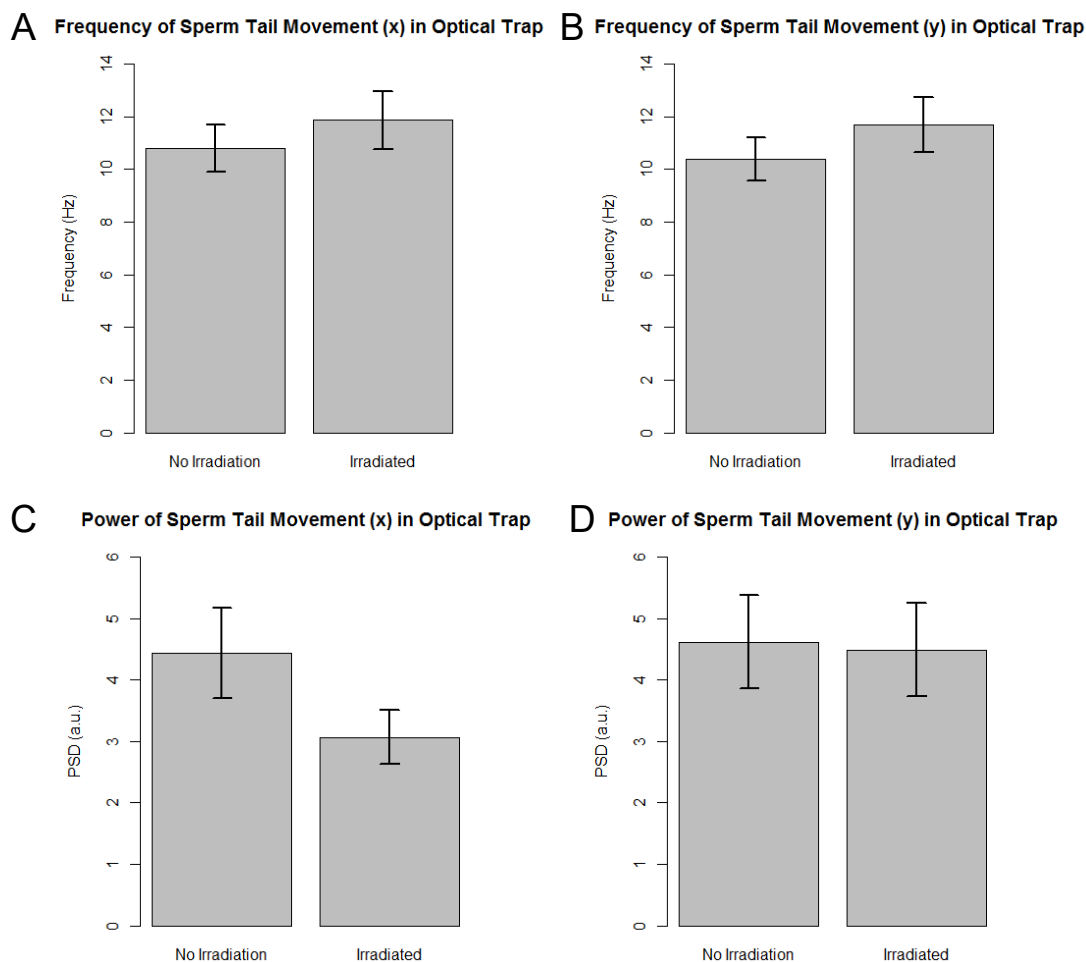 A Frequency of Sperm Tail Movement (x) in Optical Trap
Frequency (Hz)
0 2 4 6 8 10 12 14
No Irradiation Irradiated
B Frequency of Sperm Tail Movement (y) in Optical Trap
Frequency (Hz)
0 2 4 6 8 10 12 14
No Irradiation Irradiated
C Power of Sperm Tail Movement (x) in Optical Trap
PSD (a.u.)
0 1 2 3 4 5 6
No Irradiation Irradiated
D Power of Sperm Tail Movement (y) in Optical Trap
PSD (a.u.)
0 1 2 3 4 5 6
No Irradiation Irradiated